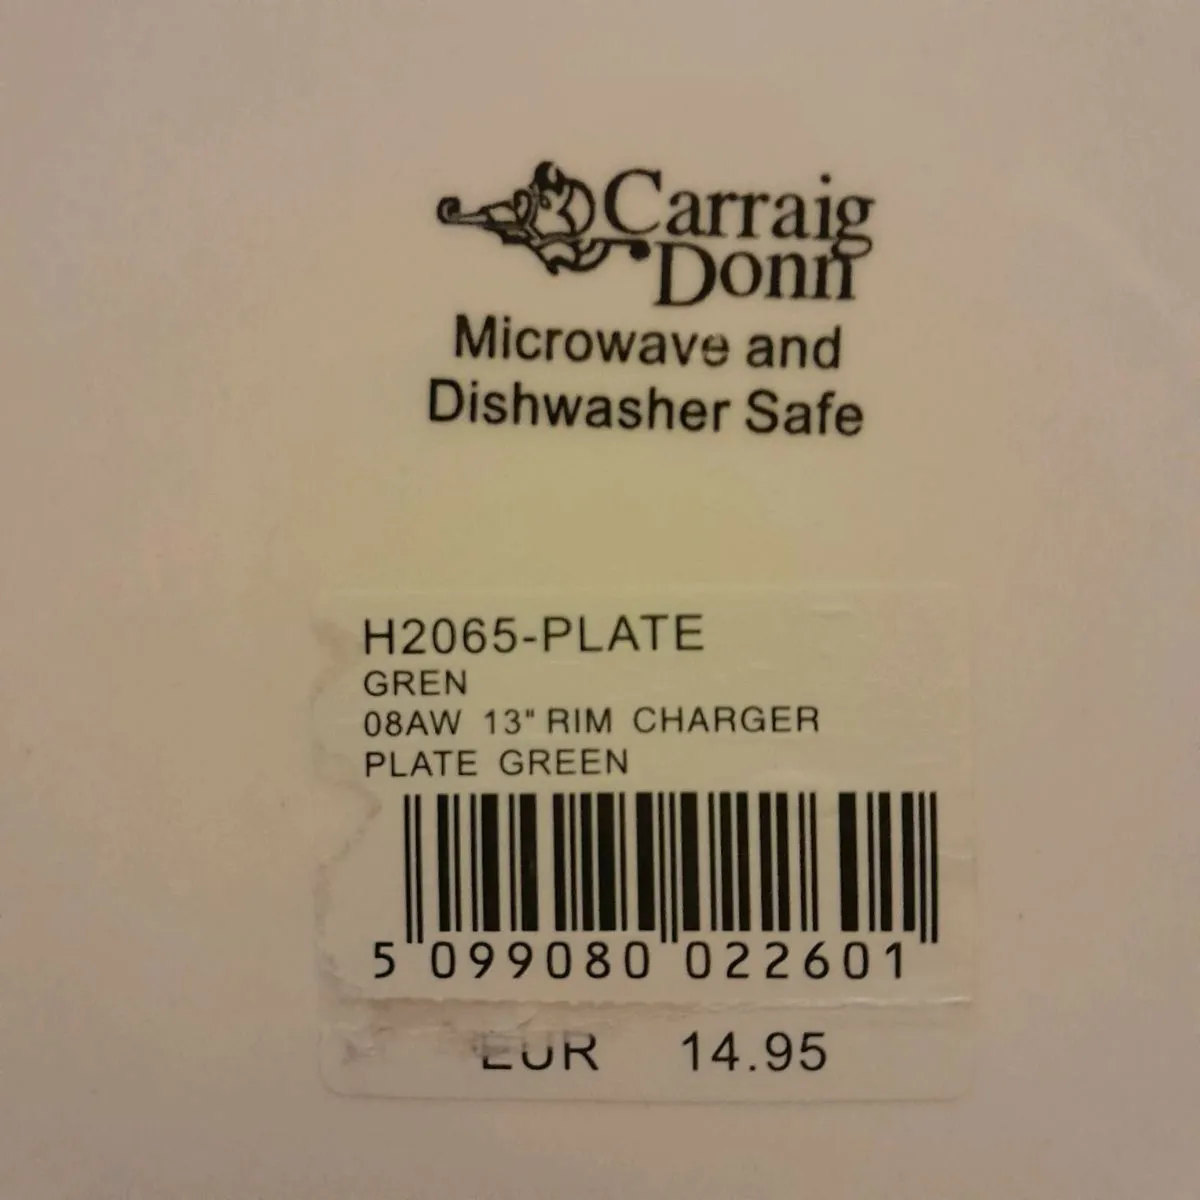 Carraig
Donn
Microwave and
Dishwasher Safe
H2065-PLATE
GREN
08AW 13" RIM CHARGER
PLATE GREEN
5 099080 022601
EUR 14.95